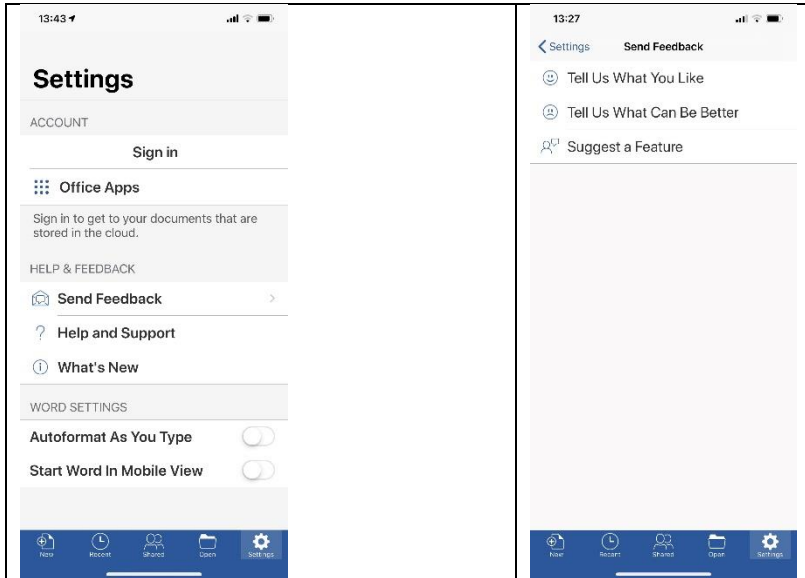 13:43
Settings
ACCOUNT
Sign in
Office Apps
Sign in to get to your documents that are
stored in the cloud.
HELP & FEEDBACK
Send Feedback
Help and Support
What's New
WORD SETTINGS
Autoformat As You Type
Start Word In Mobile View
New Recent Shared Open Settings
13:27
Settings Send Feedback
Tell Us What You Like
Tell Us What Can Be Better
Suggest a Feature
New Recent Shared Open Settings